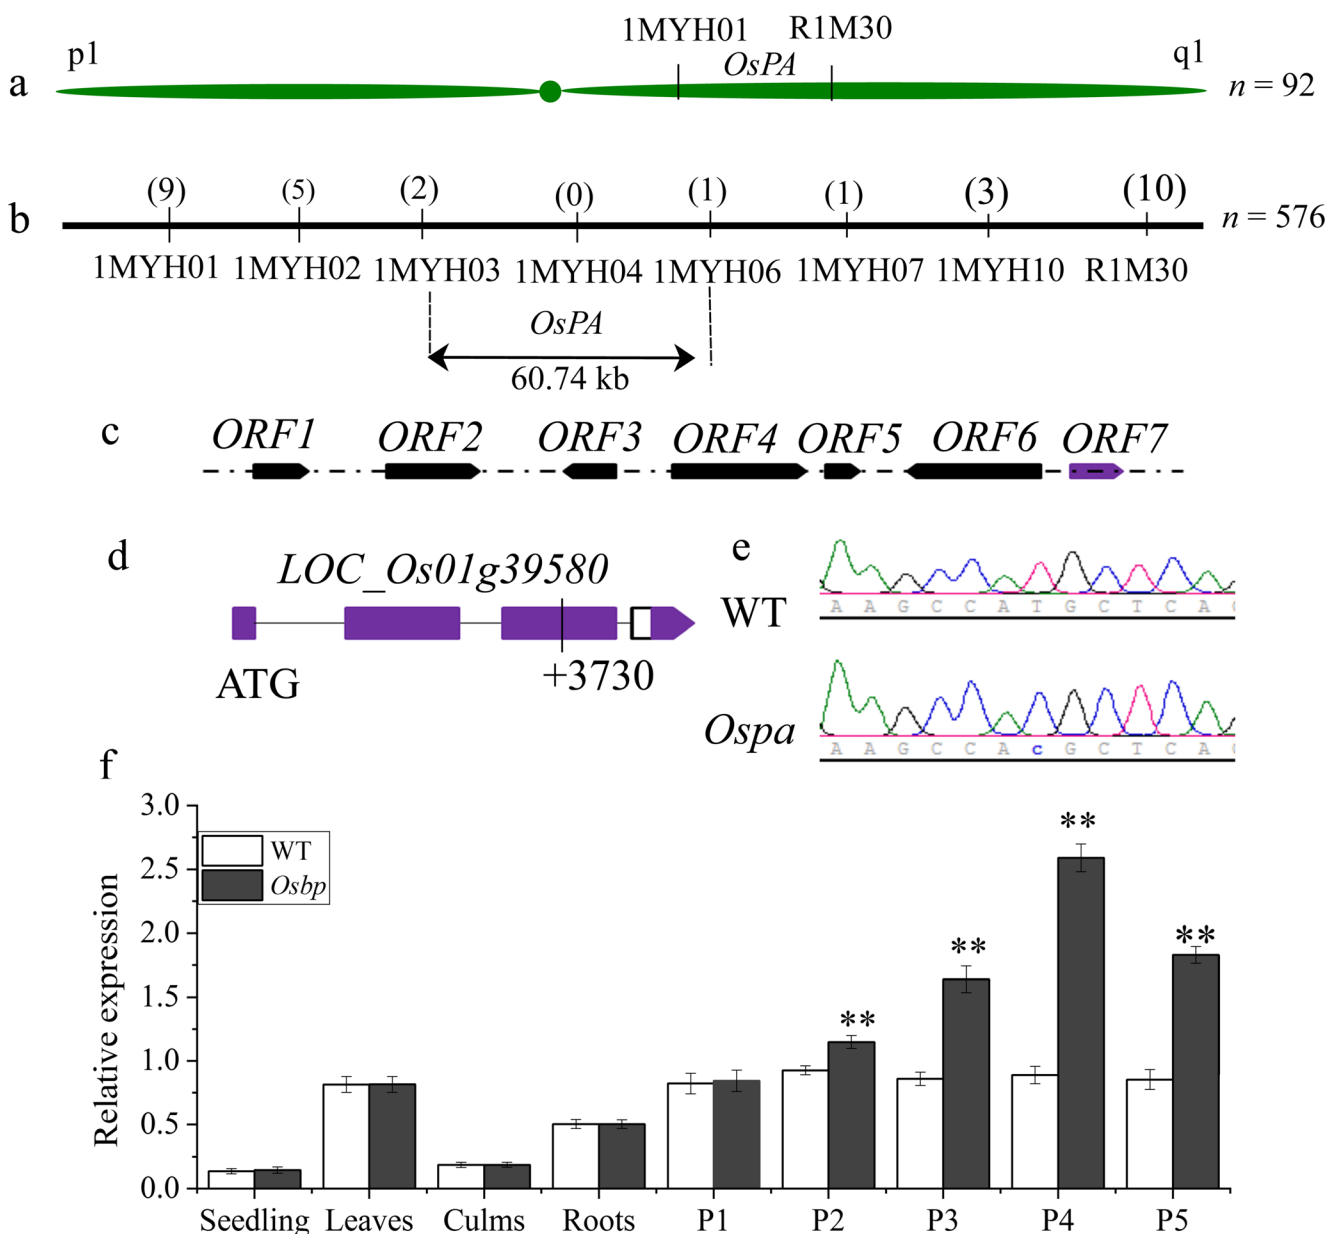 1MYH01 R1M30
p1 OsPA q1
a n = 92
(9) (5) (2) (0) (1) (1) (3) (10)
b n = 576
1MYH01 1MYH02 1MYH03 1MYH04 1MYH06 1MYH07 1MYH10 R1M30
OsPA
60.74 kb
c ORF1 ORF2 ORF3 ORF4 ORF5 ORF6 ORF7
d LOC_Os01g39580
ATG +3730
e
WT
A A G C C A T G C T C A
Ospa
A A G C C A c G C T C A
f
3.0
2.5
2.0
1.5
1.0
0.5
0.0
Relative expression
WT
Osbp
**
**
**
**
Seedling Leaves Culms Roots P1 P2 P3 P4 P5